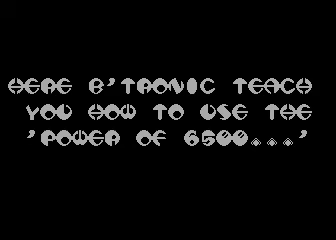 HERE B'TRONIC TEACH
YOU HOW TO USE THE
'POWER OF 6500...'